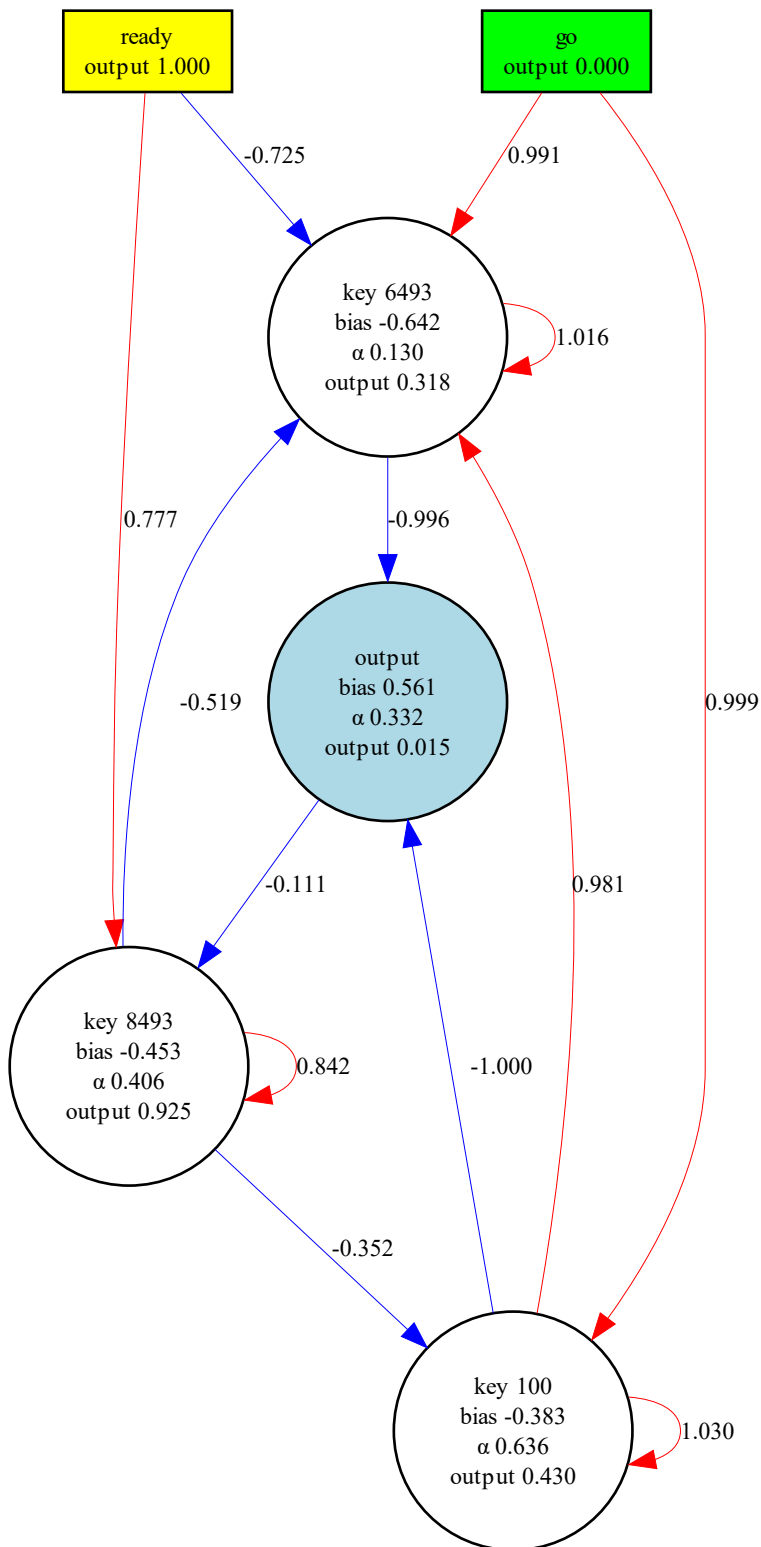 ready
output 1.000
go
output 0.000
-0.725
0.991
key 6493
bias -0.642
α 0.130
output 0.318
1.016
0.777
-0.996
-0.519
output
bias 0.561
α 0.332
output 0.015
0.999
-0.111
0.981
key 8493
bias -0.453
α 0.406
output 0.925
0.842
-1.000
-0.352
key 100
bias -0.383
α 0.636
output 0.430
1.030